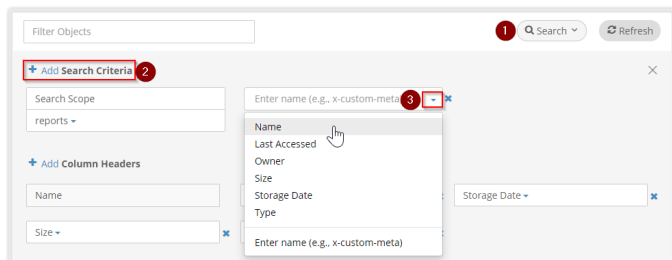 Filter Objects
1
Search
Refresh
+ Add Search Criteria
2
Search Scope
Enter name (e.g., x-custom-meta
3
reports
Name
Last Accessed
Owner
Size
Storage Date
Type
Enter name (e.g., x-custom-meta)
+ Add Column Headers
Name
Storage Date
Size